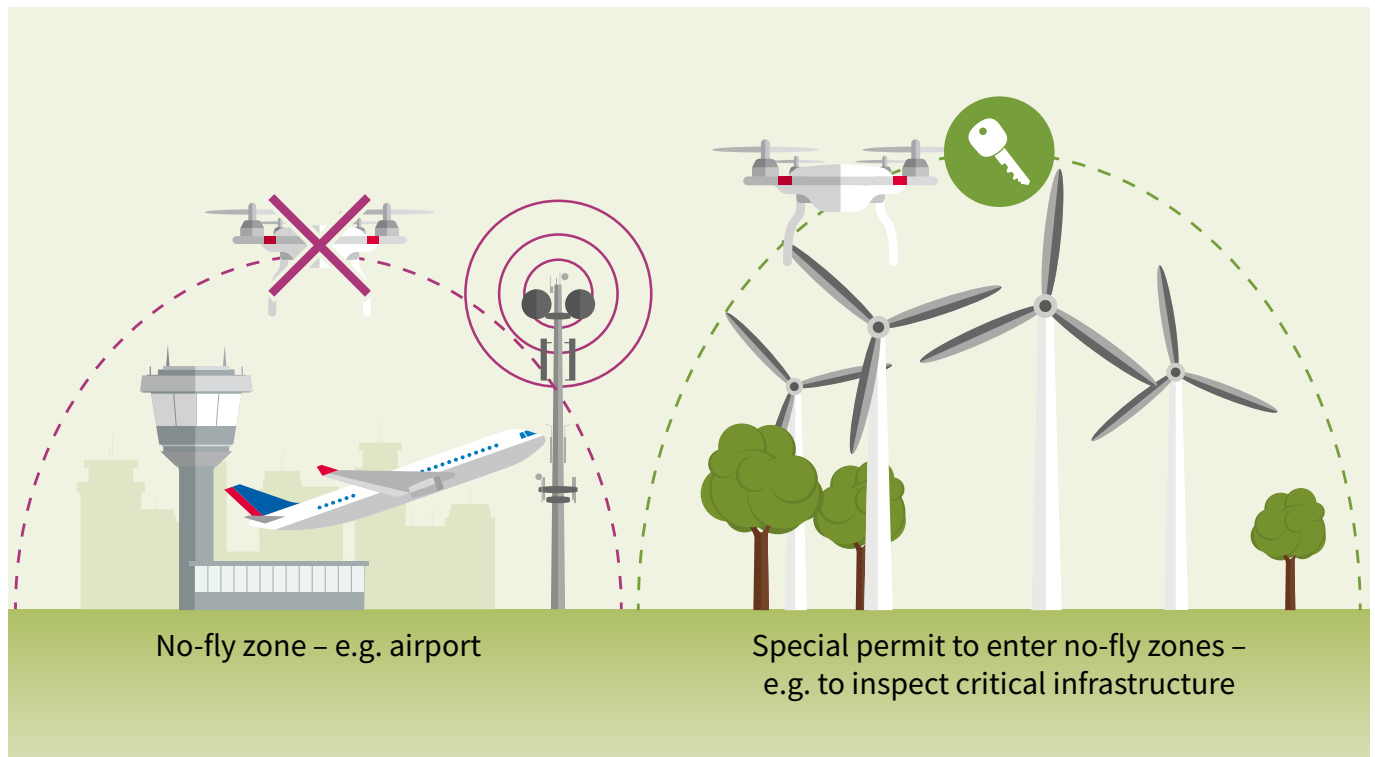 No-fly zone – e.g. airport
Special permit to enter no-fly zones –
e.g. to inspect critical infrastructure